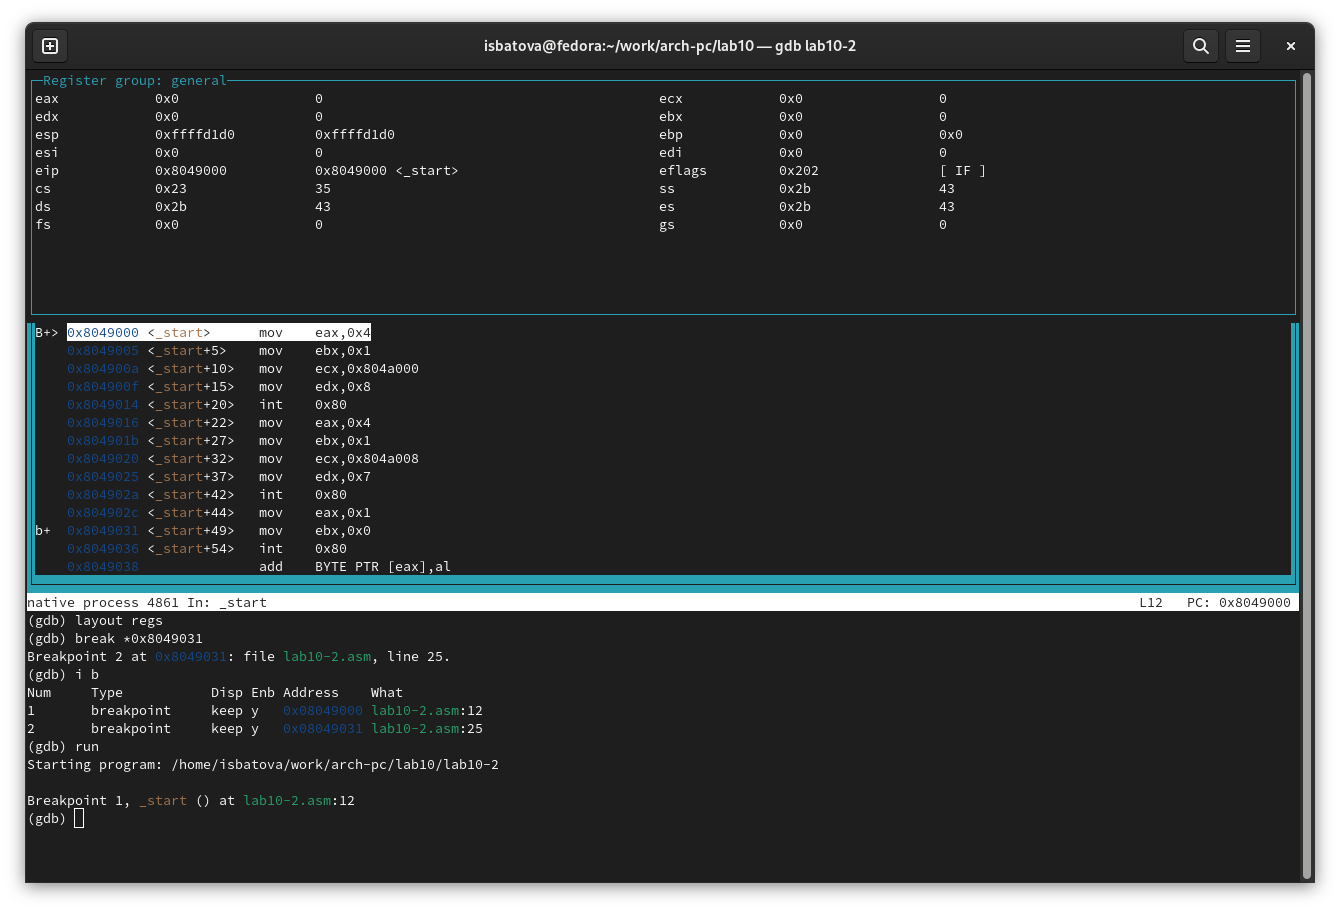 isbatova@fedora:~/work/arch-pc/lab10 — gdb lab10-2
Register group: general
eax 0x0 0 ecx 0x0 0
edx 0x0 0 ebx 0x0 0
esp 0xffffd1d0 0xffffd1d0 ebp 0x0 0x0
esi 0x0 0 edi 0x0 0
eip 0x8049000 0x8049000 <_start> eflags 0x202 [ IF ]
cs 0x23 35 ss 0x2b 43
ds 0x2b 43 es 0x2b 43
fs 0x0 0 gs 0x0 0
B+> 0x8049000 <_start> mov eax,0x4
0x8049005 <_start+5> mov ebx,0x1
0x804900a <_start+10> mov ecx,0x804a000
0x804900f <_start+15> mov edx,0x8
0x8049014 <_start+20> int 0x80
0x8049016 <_start+22> mov eax,0x4
0x804901b <_start+27> mov ebx,0x1
0x8049020 <_start+32> mov ecx,0x804a008
0x8049025 <_start+37> mov edx,0x7
0x804902a <_start+42> int 0x80
0x804902c <_start+44> mov eax,0x1
b+ 0x8049031 <_start+49> mov ebx,0x0
0x8049036 <_start+54> int 0x80
0x8049038 add BYTE PTR [eax],al
native process 4861 In: _start L12 PC: 0x8049000
(gdb) layout regs
(gdb) break *0x8049031
Breakpoint 2 at 0x8049031: file lab10-2.asm, line 25.
(gdb) i b
Num Type Disp Enb Address What
1 breakpoint keep y 0x08049000 lab10-2.asm:12
2 breakpoint keep y 0x08049031 lab10-2.asm:25
(gdb) run
Starting program: /home/isbatova/work/arch-pc/lab10/lab10-2
Breakpoint 1, _start () at lab10-2.asm:12
(gdb)